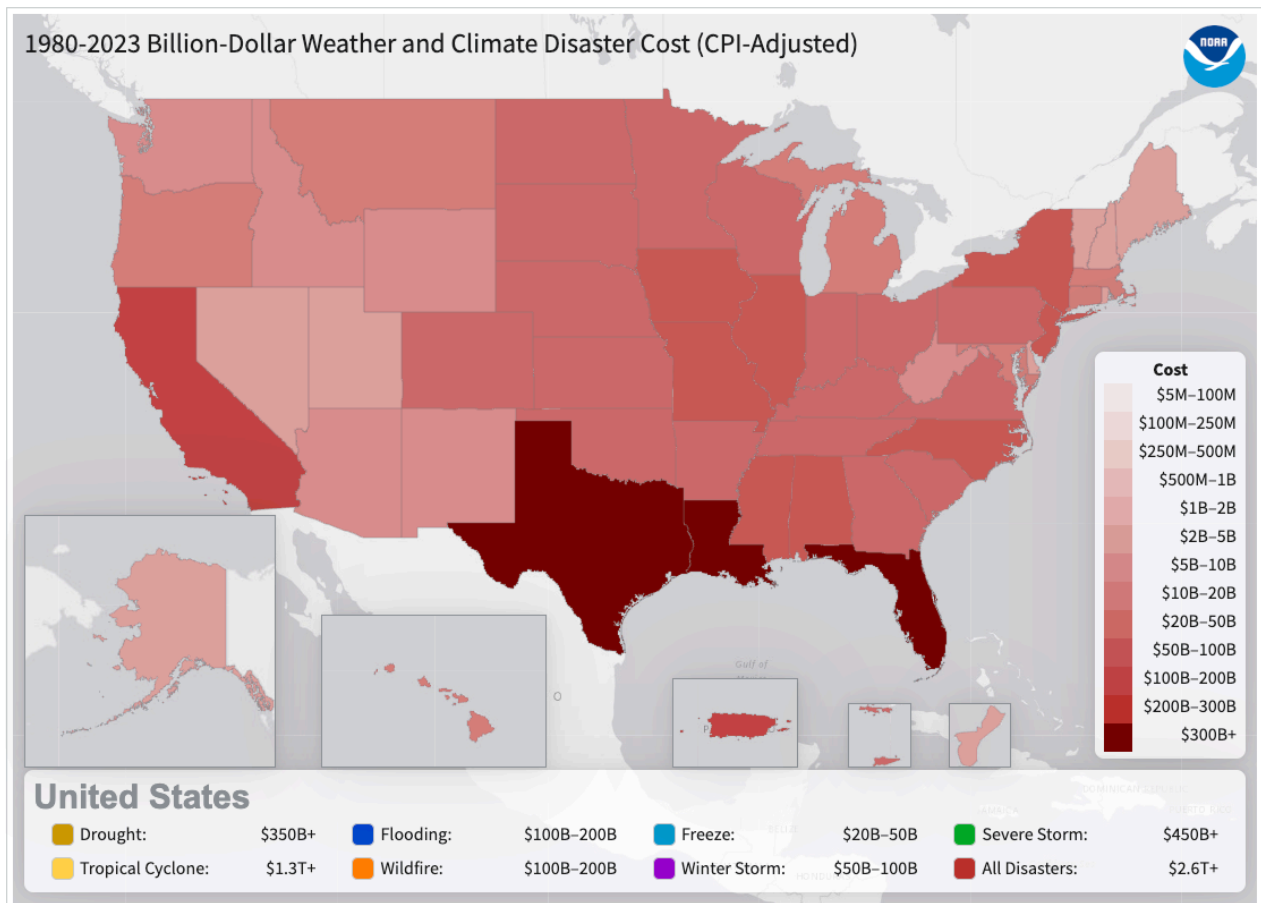 1980-2023 Billion-Dollar Weather and Climate Disaster Cost (CPI-Adjusted)
NOAA
Cost
$5M–100M
$100M–250M
$250M–500M
$500M–1B
$1B–2B
$2B–5B
$5B–10B
$10B–20B
$20B–50B
$50B–100B
$100B–200B
$200B–300B
$300B+
Gulf of
United States
Drought: $350B+ Flooding: $100B–200B Freeze: $20B–50B Severe Storm: $450B+
Tropical Cyclone: $1.3T+ Wildfire: $100B–200B Winter Storm: $50B–100B All Disasters: $2.6T+